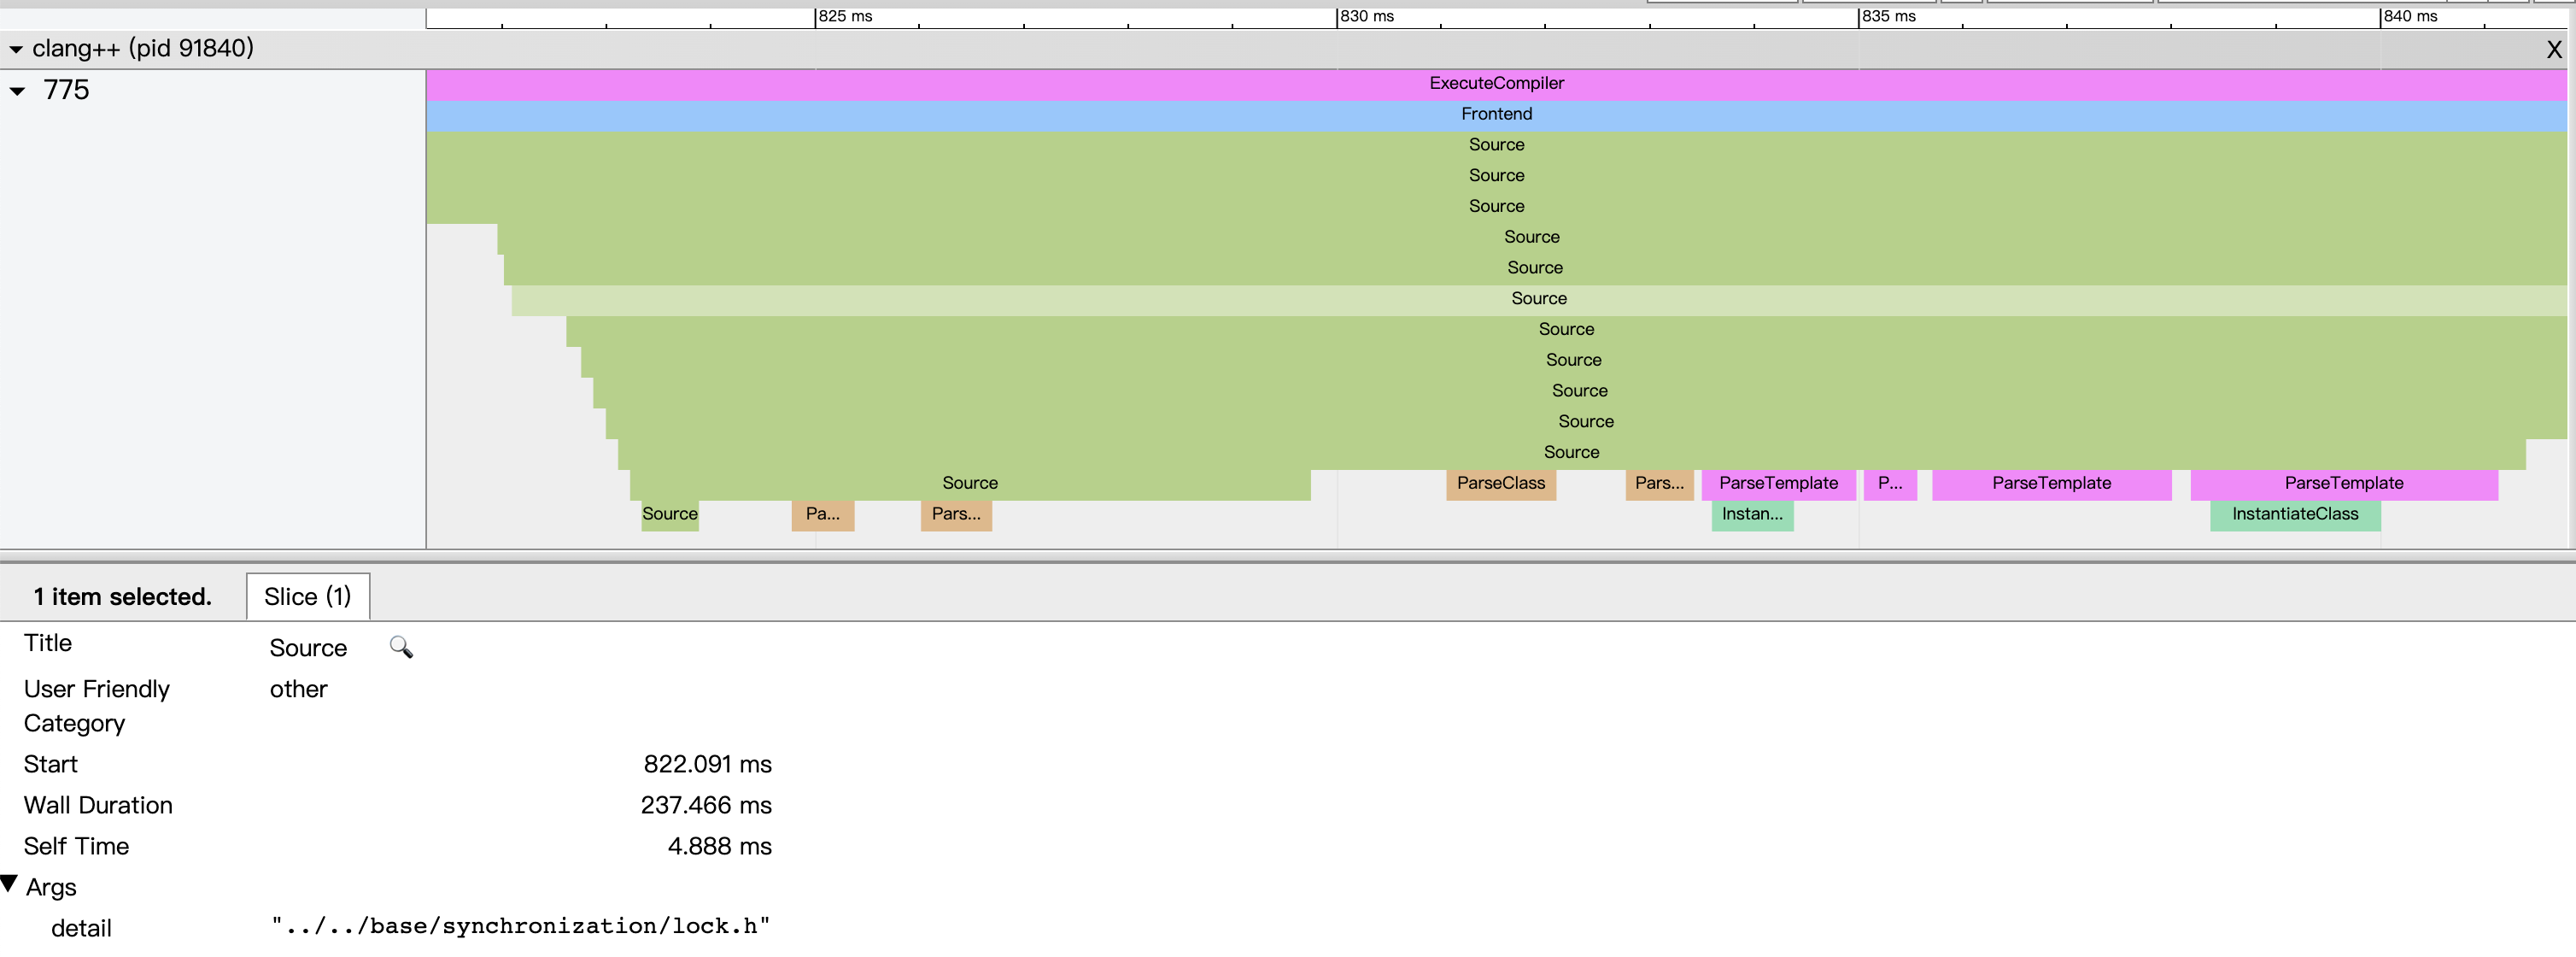 825 ms 830 ms 835 ms 840 ms
clang++ (pid 91840) X
775
ExecuteCompiler
Frontend
Source
Source
Source
Source
Source
Source
Source
Source
Source
Source
Source
Source ParseClass Pars... ParseTemplate P... ParseTemplate ParseTemplate
Source Pa... Pars... Instan... InstantiateClass
1 item selected. Slice (1)
Title Source
User Friendly Category other
Start 822.091 ms
Wall Duration 237.466 ms
Self Time 4.888 ms
Args
detail "../../base/synchronization/lock.h"